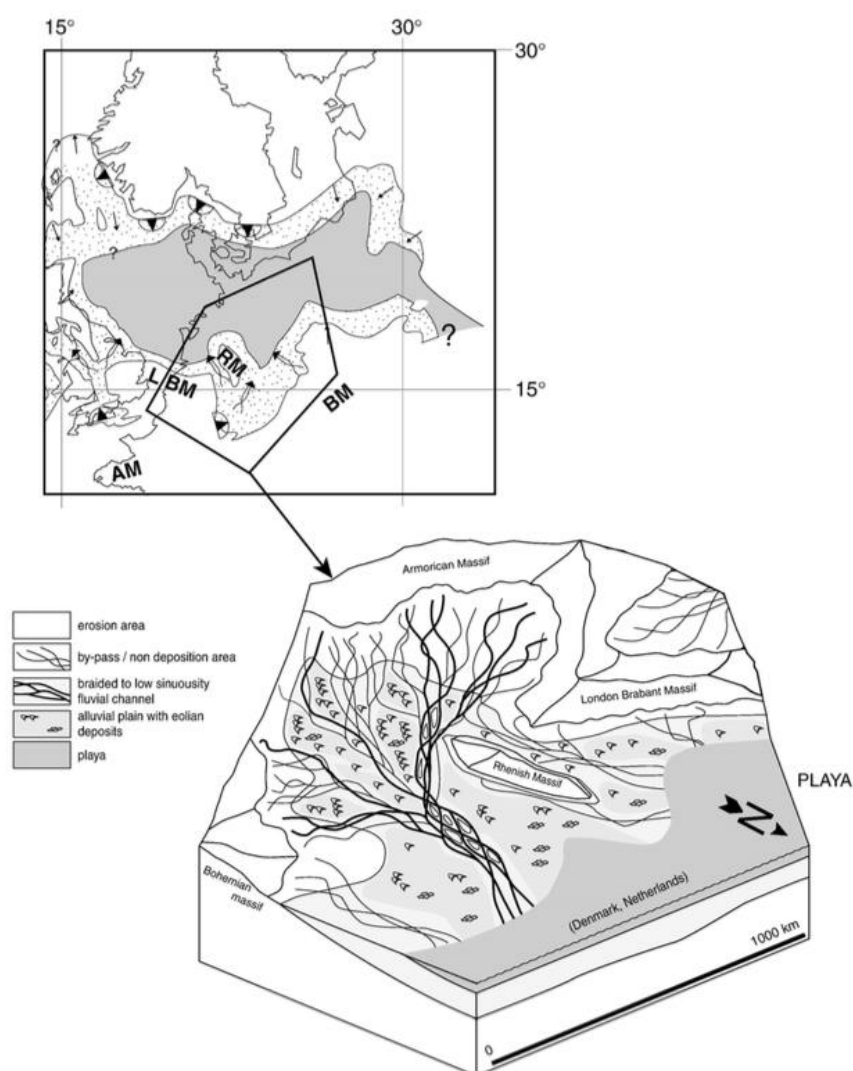 15°
30°
30°
?
?
?
RM
L BM
BM
15°
AM
Armorican Massif
erosion area
by-pass / non deposition area
braided to low sinuousity
fluvial channel
alluvial plain with eolian
deposits
playa
London Brabant Massif
Rhenish Massif
PLAYA
N
Bohemian
massif
(Denmark, Netherlands)
1000 km
0